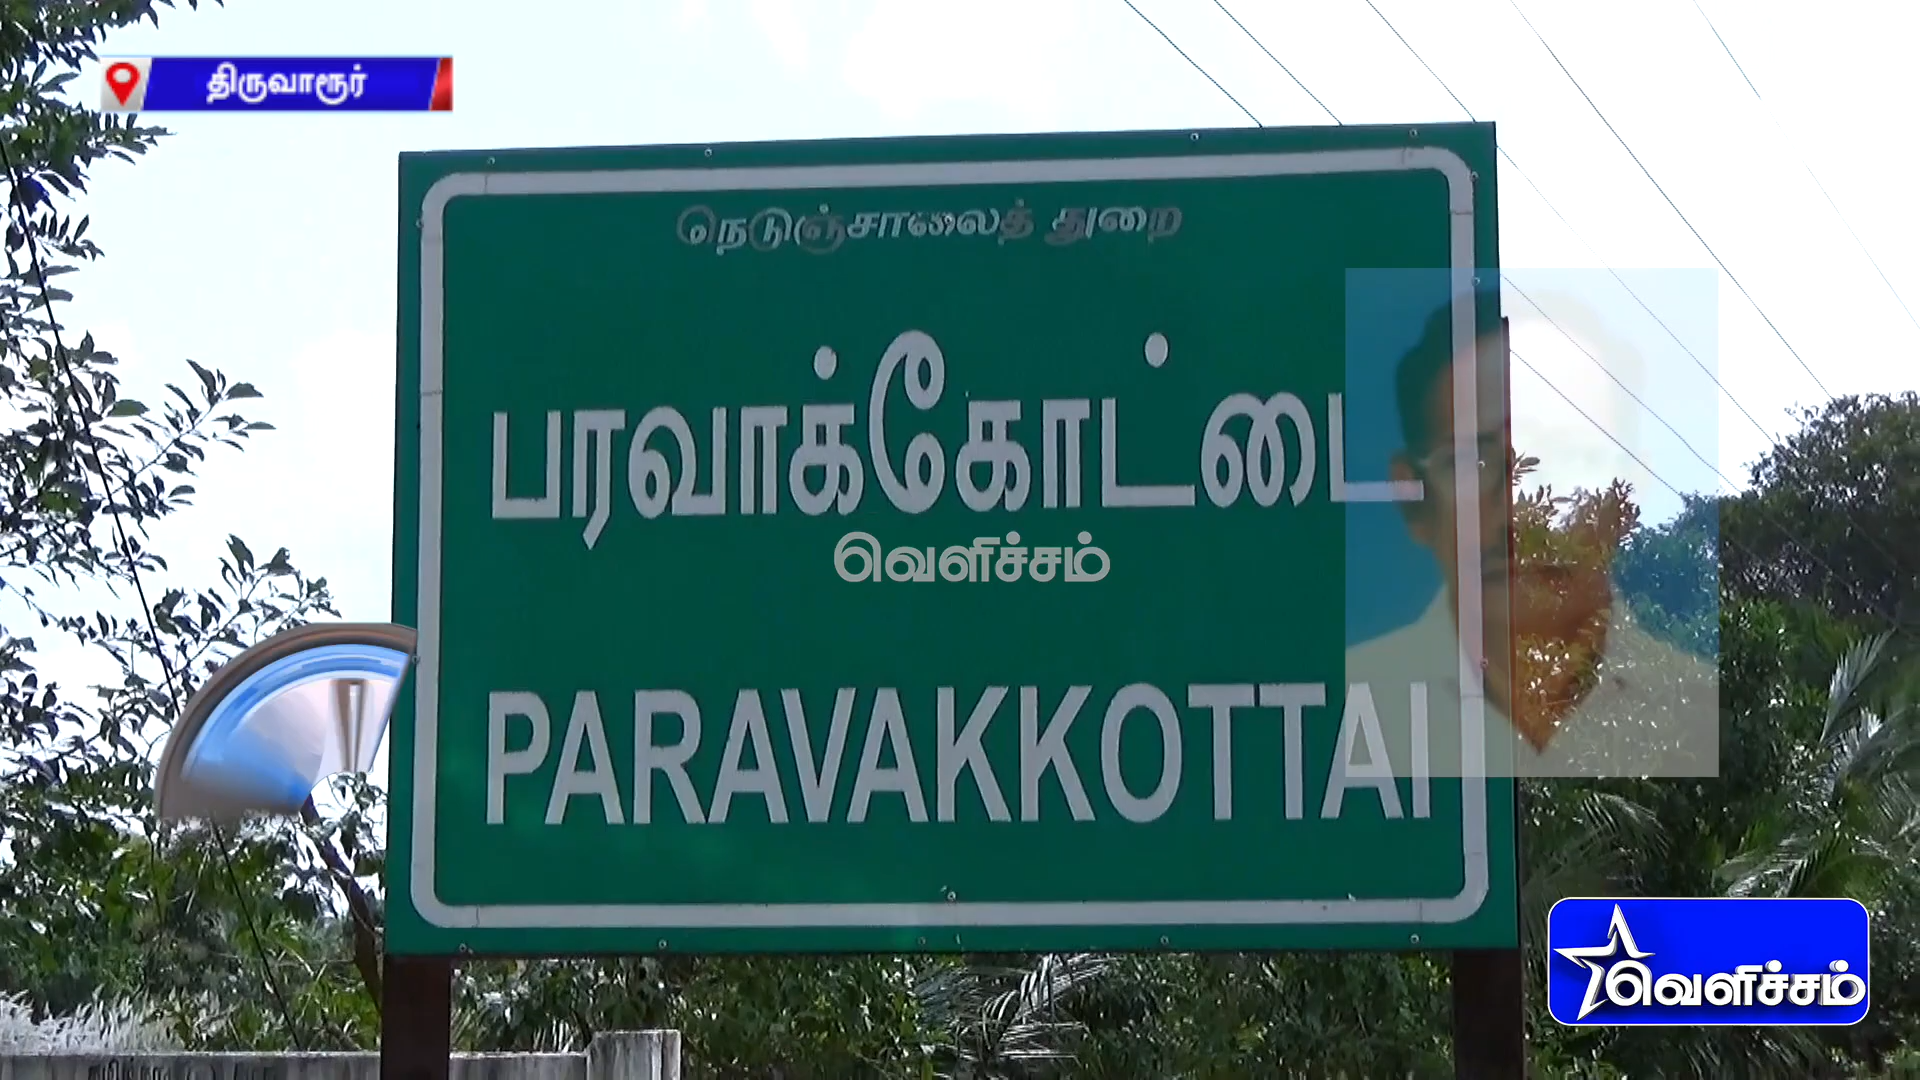 திருவாரூர்
நெடுஞ்சாலைத் துறை
பரவாக்கோட்டை
வெளிச்சம்
PARAVAKKOTTAI
வெளிச்சம்